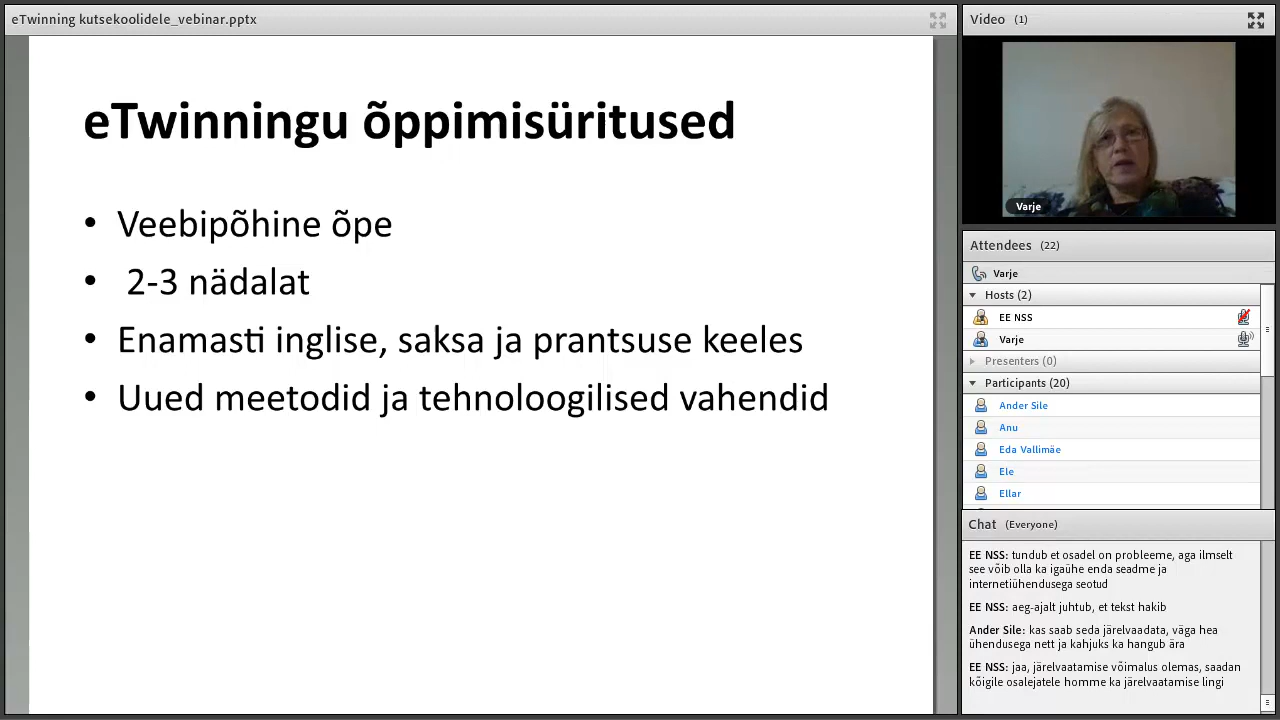 eTwinning kutsekoolidele_vebinar.pptx
eTwinningu õppimisüritused
• Veebipõhine õpe
• 2-3 nädalat
• Enamasti inglise, saksa ja prantsuse keeles
• Uued meetodid ja tehnoloogilised vahendid
Video (1)
Varje
Attendees (22)
Varje
Hosts (2)
EE NSS
Varje
Presenters (0)
Participants (20)
Ander Sile
Anu
Eda Vallimäe
Ele
Ellar
Chat (Everyone)
EE NSS: tundub et osadel on probleeme, aga ilmselt
see võib olla ka igaühe enda seadme ja
internetiühendusega seotud
EE NSS: aeg-ajalt juhtub, et tekst hakib
Ander Sile: kas saab seda järelvaadata, väga hea
ühendusega nett ja kahjuks ka hangub ära
EE NSS: jaa, järelvaatamise võimalus olemas, saadan
kõigile osalejatele homme ka järelvaatamise lingi